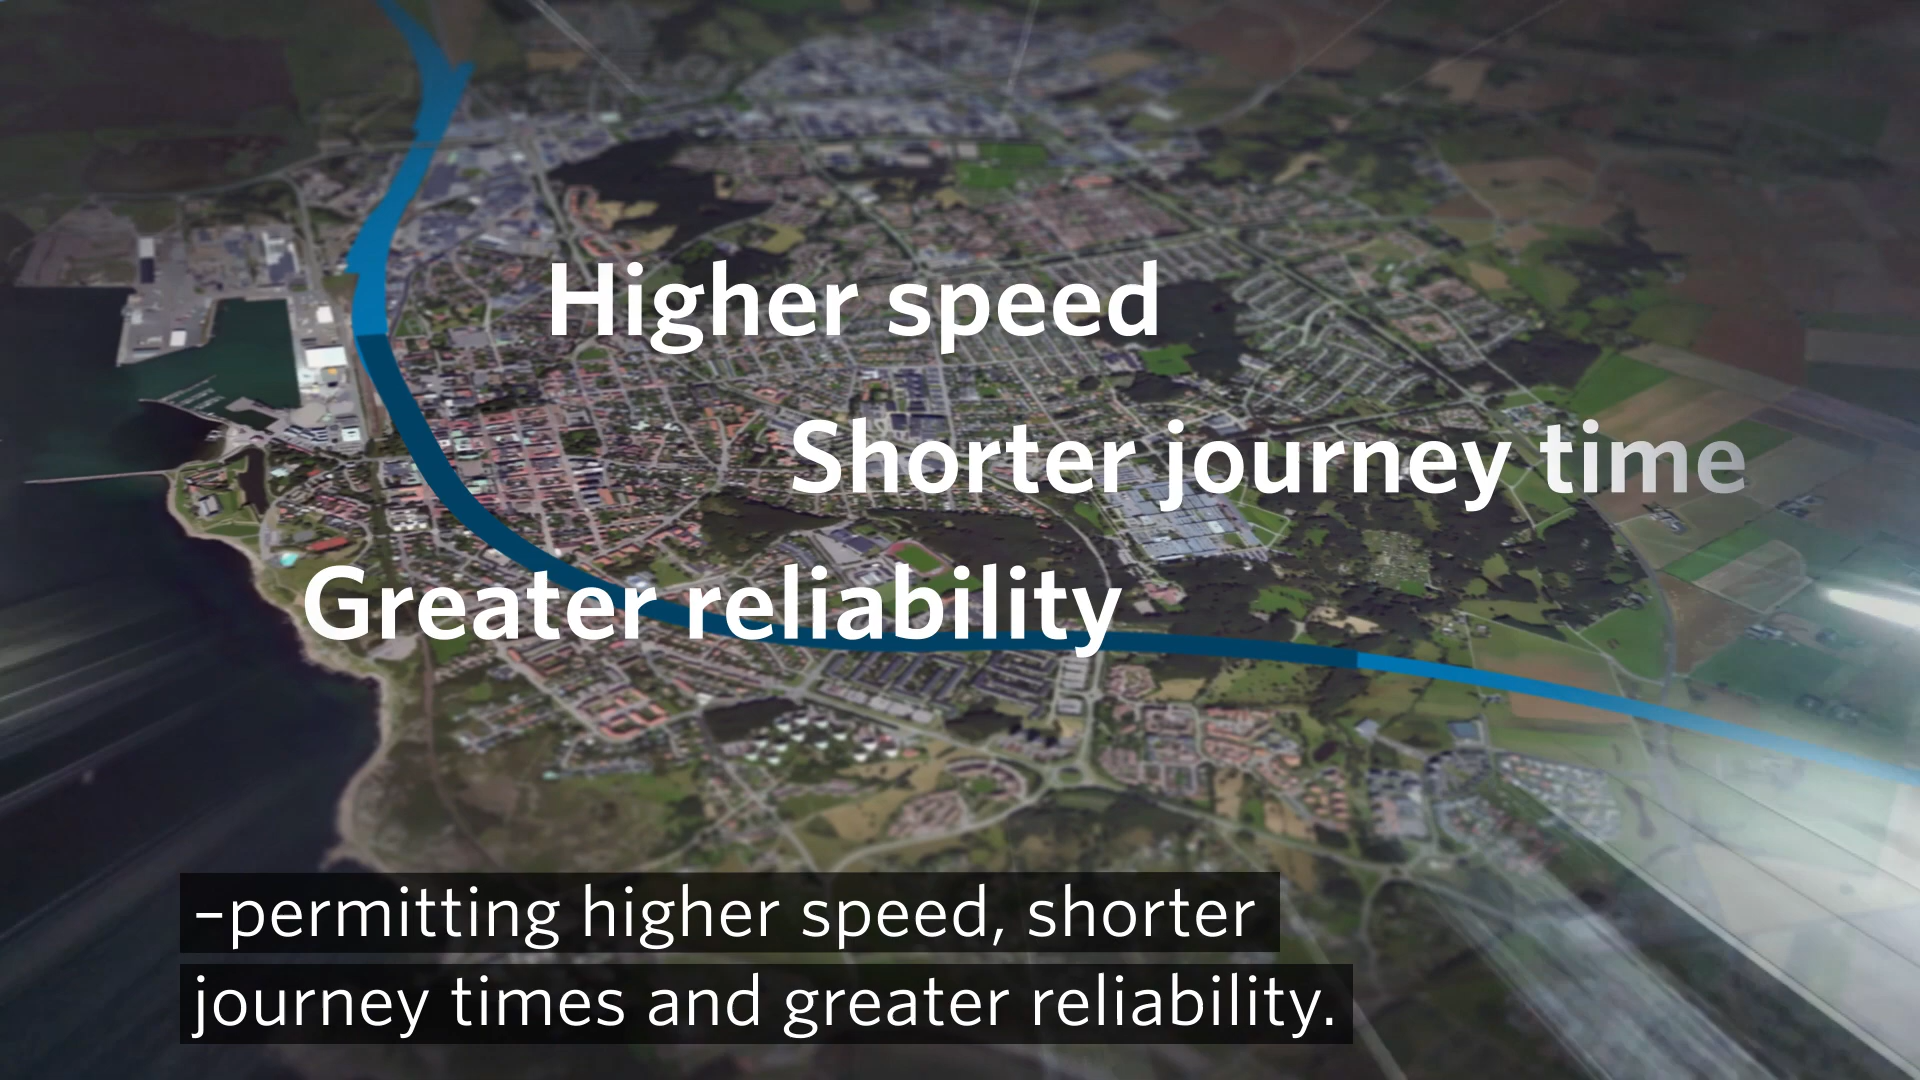 Higher speed
Shorter journey time
Greater reliability
–permitting higher speed, shorter
journey times and greater reliability.